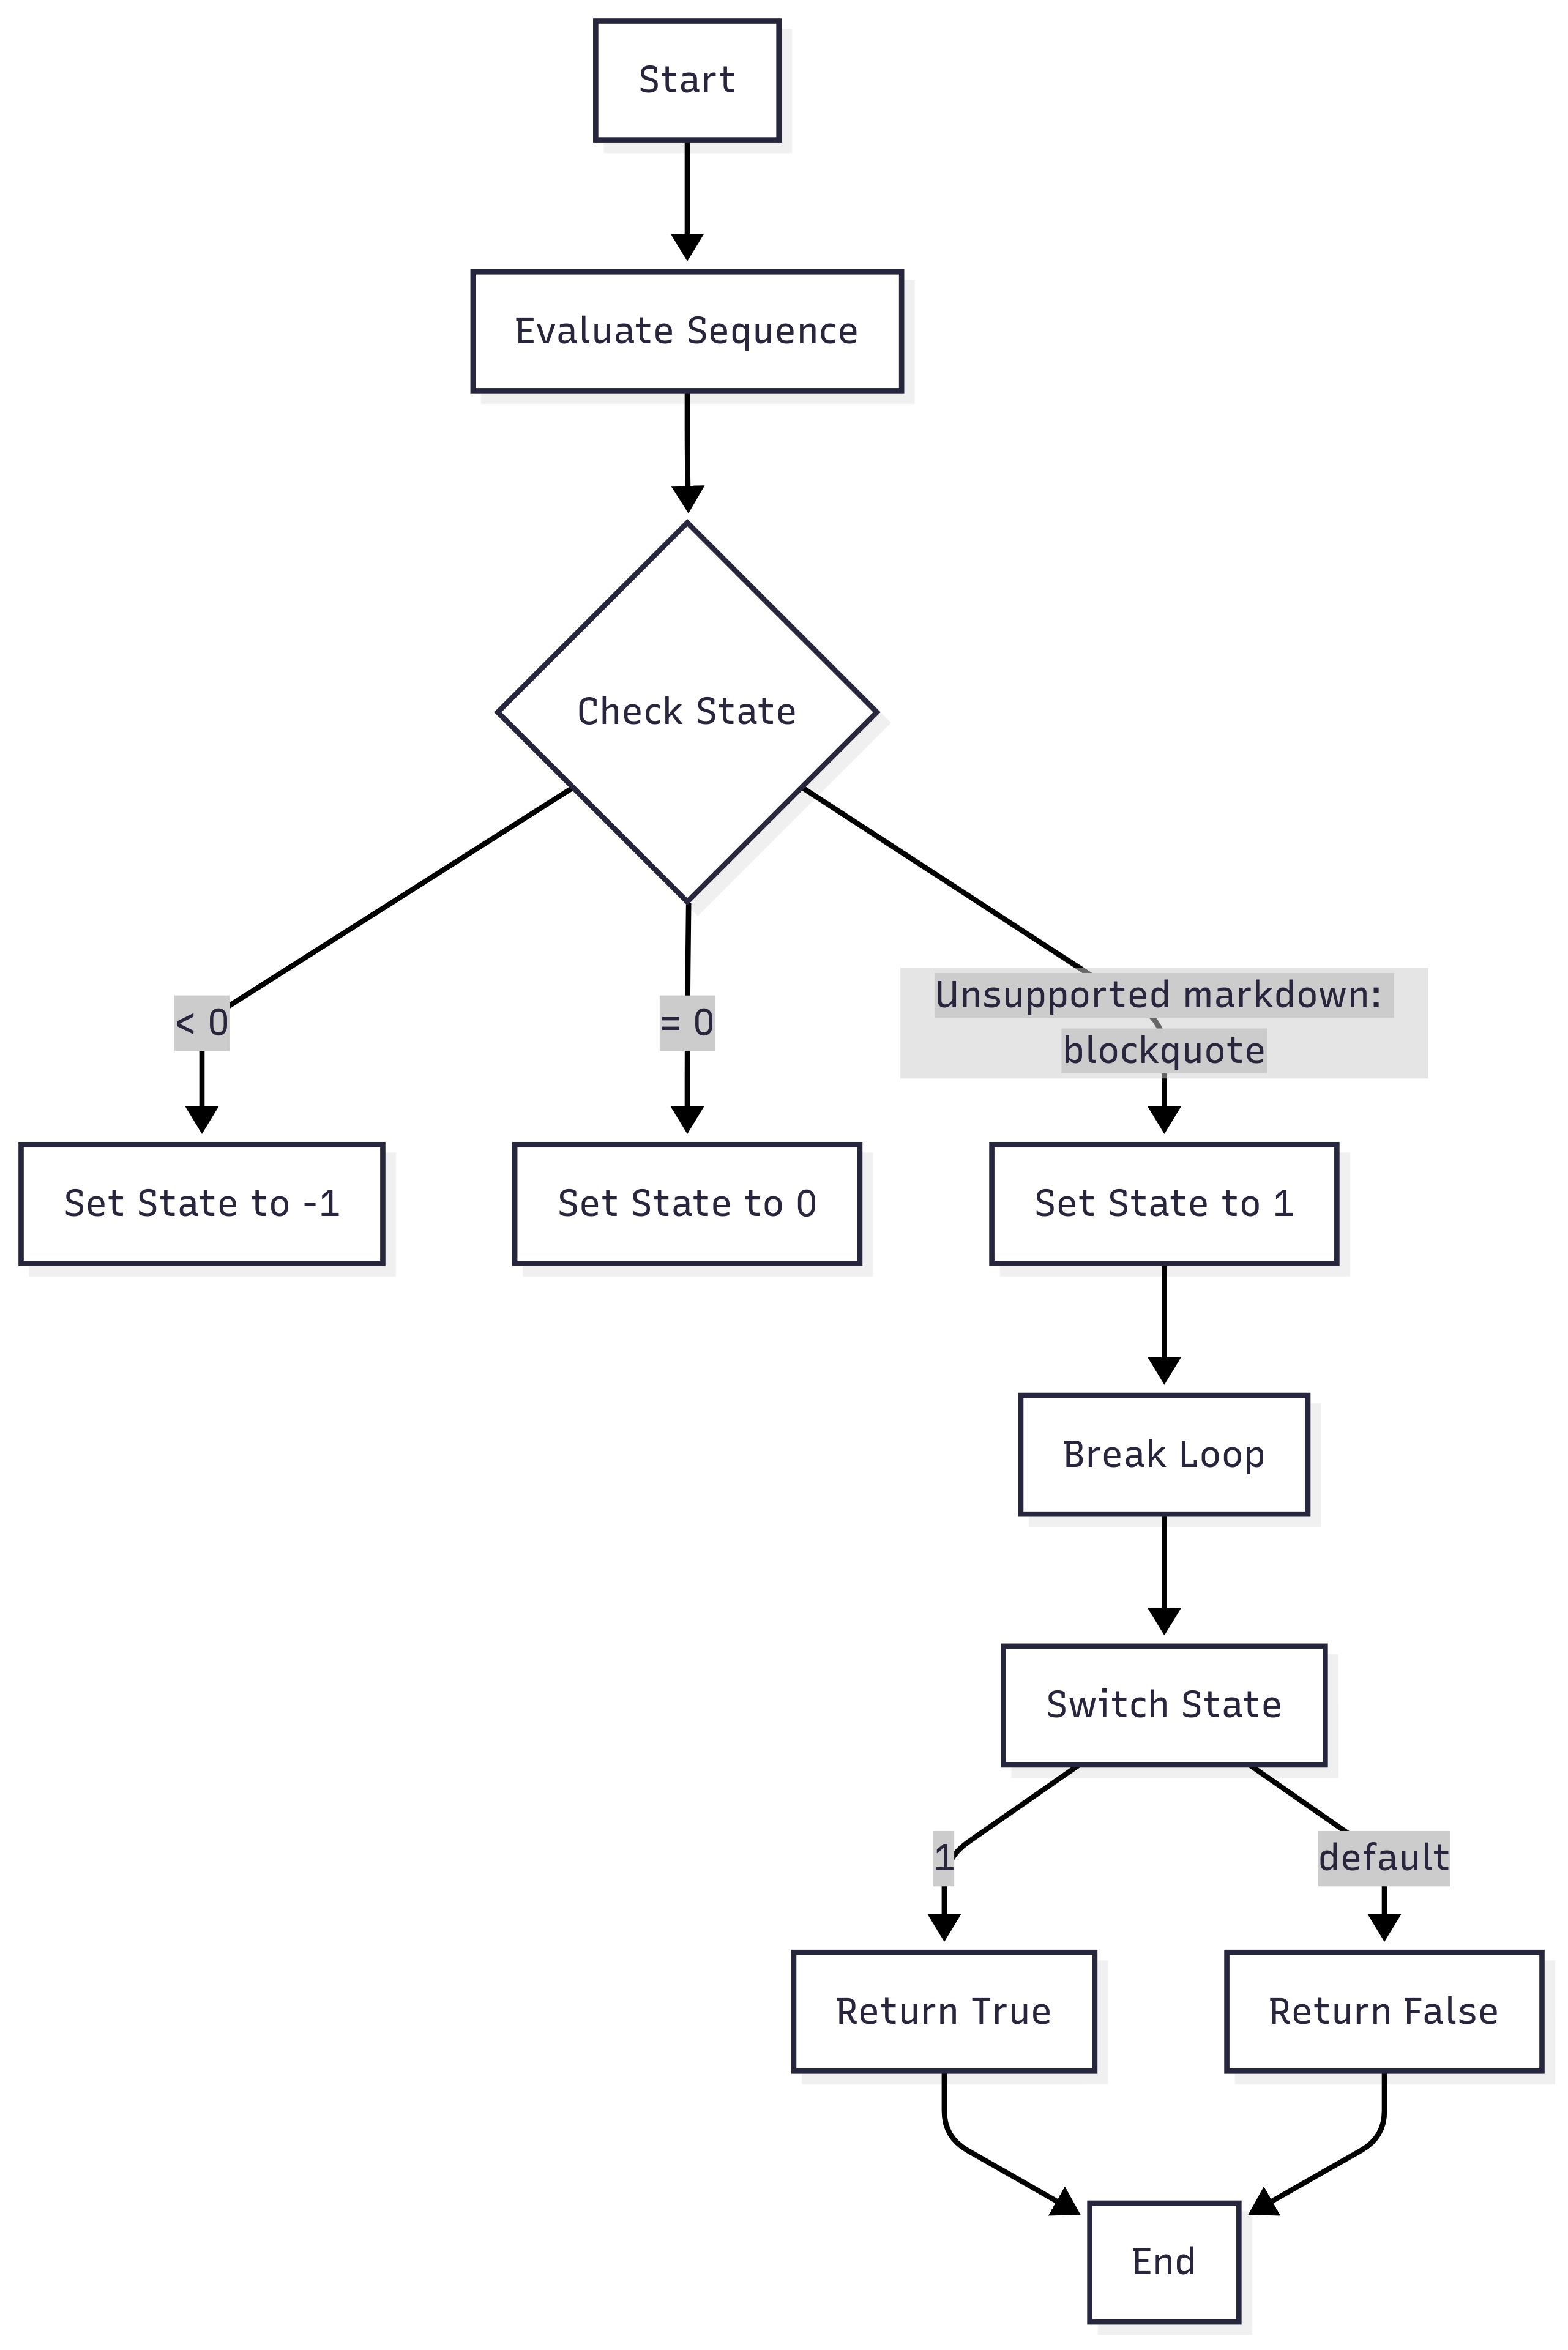 Start
Evaluate Sequence
Check State
< 0
= 0
Unsupported markdown:
blockquote
Set State to -1
Set State to 0
Set State to 1
Break Loop
Switch State
1
default
Return True
Return False
End